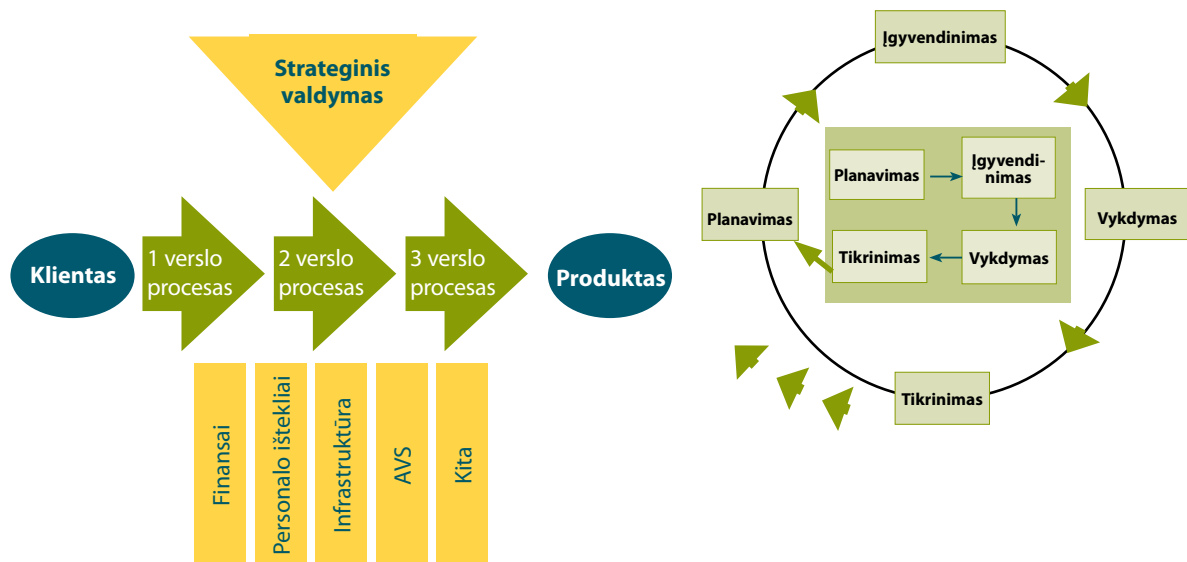 Strateginis
valdymas
Klientas
1 verslo
procesas
2 verslo
procesas
3 verslo
procesas
Produktas
Finansai
Personalo ištekliai
Infrastruktūra
AVS
Kita
Įgyvendinimas
Planavimas
Vykdymas
Tikrinimas
Planavimas
Įgyvendi-
nimas
Tikrinimas
Vykdymas